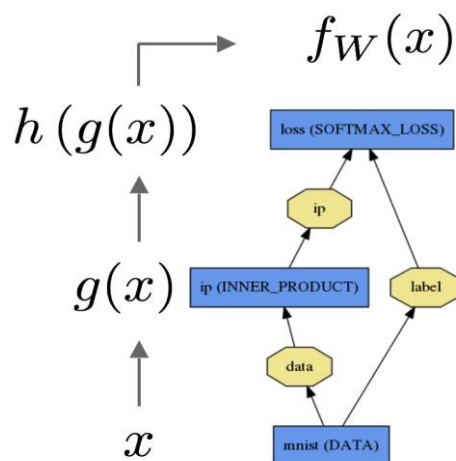 f_W(x)
h (g(x))
loss (SOFTMAX_LOSS)
ip
g(x)
ip (INNER_PRODUCT)
label
data
x
mnist (DATA)